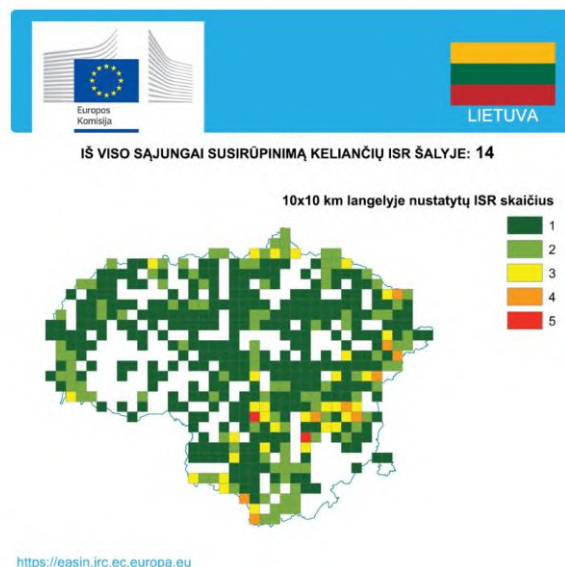 Europos
Komisija
LIETUVA
IŠ VISO SĄJUNGAI SUSIRŪPINIMĄ KELIANČIŲ ISR ŠALYJE: 14
10x10 km langelyje nustatytų ISR skaičius
1
2
3
4
5
https://easin.jrc.ec.europa.eu